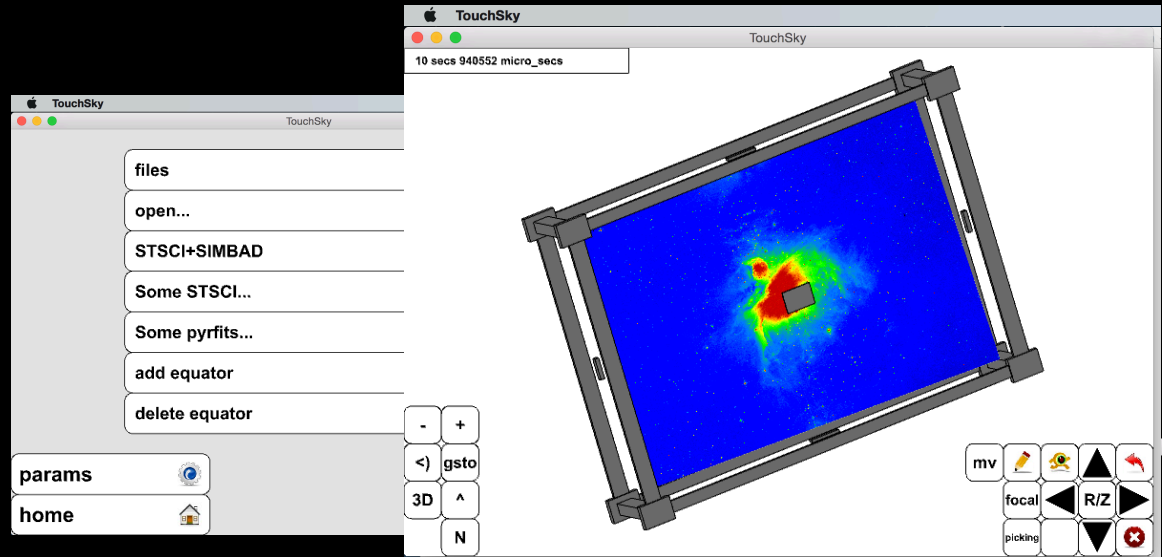 TouchSky
TouchSky
files
open...
STSCI+SIMBAD
Some STSCI...
Some pyrfits...
add equator
delete equator
params
home
TouchSky
TouchSky
10 secs 940552 micro_secs
- +
<) gsto
3D ^
N
mv
focal R/Z
picking